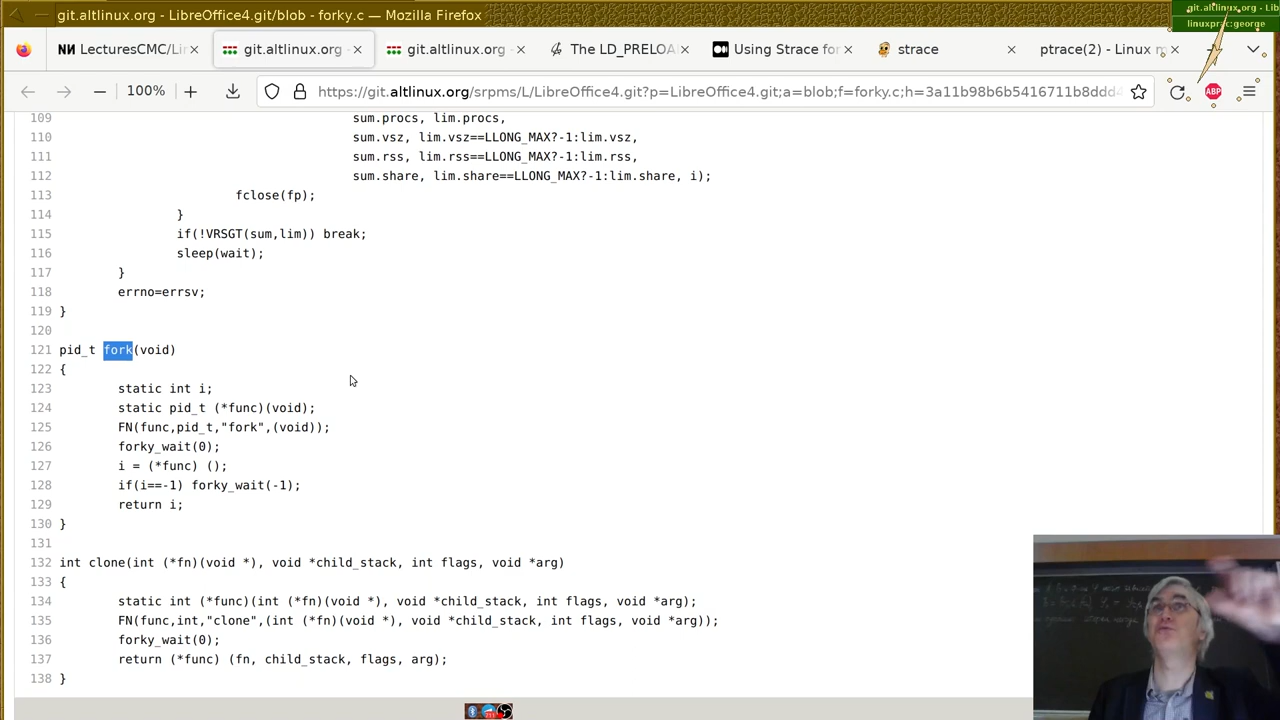 git.altlinux.org - LibreOffice4.git/blob - forky.c — Mozilla Firefox
git.altlinux.org - Lib
linuxprac:george
LecturesCMC/Li
git.altlinux.org -
git.altlinux.org -
The LD_PRELOA
Using Strace for
strace
ptrace(2) - Linux m
100%
https://git.altlinux.org/srpms/L/LibreOffice4.git?p=LibreOffice4.git;a=blob;f=forky.c;h=3a11b98b6b5416711b8ddd4
ABP
109 sum.procs, lim.procs,
110 sum.vsz, lim.vsz==LLONG_MAX?-1:lim.vsz,
111 sum.rss, lim.rss==LLONG_MAX?-1:lim.rss,
112 sum.share, lim.share==LLONG_MAX?-1:lim.share, i);
113 fclose(fp);
114 }
115 if(!VRSGT(sum,lim)) break;
116 sleep(wait);
117 }
118 errno=errsv;
119 }
120
121 pid_t fork(void)
122 {
123 static int i;
124 static pid_t (*func)(void);
125 FN(func,pid_t,"fork",(void));
126 forky_wait(0);
127 i = (*func) ();
128 if(i==-1) forky_wait(-1);
129 return i;
130 }
131
132 int clone(int (*fn)(void *), void *child_stack, int flags, void *arg)
133 {
134 static int (*func)(int (*fn)(void *), void *child_stack, int flags, void *arg);
135 FN(func,int,"clone",(int (*fn)(void *), void *child_stack, int flags, void *arg));
136 forky_wait(0);
137 return (*func) (fn, child_stack, flags, arg);
138 }